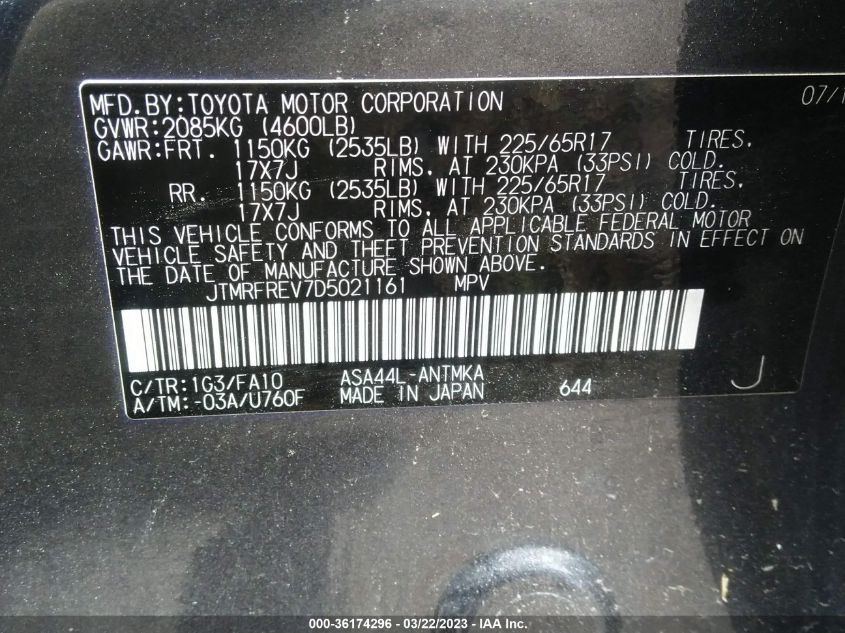 MFD.BY:TOYOTA MOTOR CORPORATION 07/1
GVWR:2085KG (4600LB)
GAWR:FRT. 1150KG (2535LB) WITH 225/65R17 TIRES.
17X7J RIMS. AT 230KPA (33PSI) COLD.
RR. 1150KG (2535LB) WITH 225/65R17 TIRES.
17X7J RIMS. AT 230KPA (33PSI) COLD.
THIS VEHICLE CONFORMS TO ALL APPLICABLE FEDERAL MOTOR
VEHICLE SAFETY AND THEFT PREVENTION STANDARDS IN EFFECT ON
THE DATE OF MANUFACTURE SHOWN ABOVE.
JTMRFREV7D5021161 MPV
C/TR:1G3/FA10 ASA44L-ANTMKA
A/TM:-03A/U760F MADE IN JAPAN 644 J
000-36174296 - 03/22/2023 - IAA Inc.